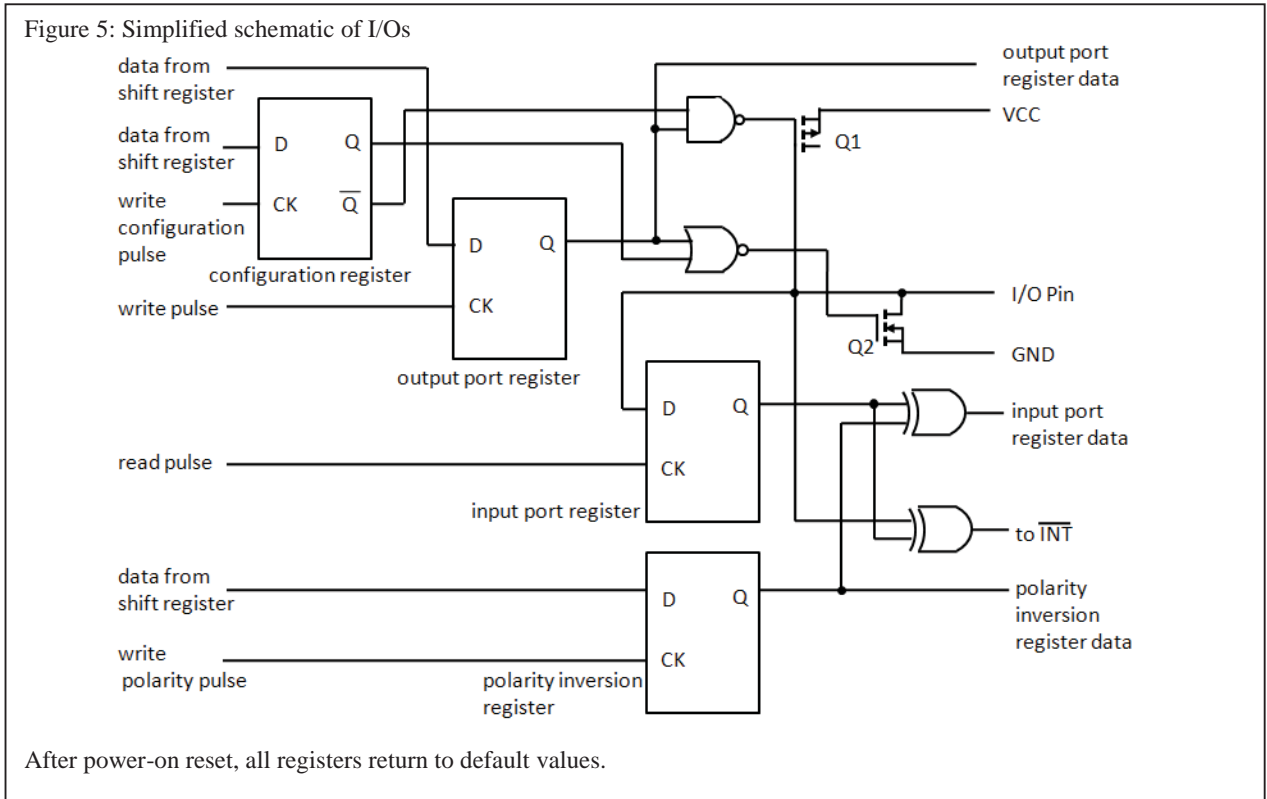 Figure 5: Simplified schematic of I/Os
data from
shift register
output port
register data
VCC
Q1
data from
shift register
D
Q
write
configuration
pulse
CK
Q
configuration register
D
Q
write pulse
CK
output port register
I/O Pin
Q2
GND
D
Q
input port
register data
read pulse
CK
input port register
to INT
data from
shift register
D
Q
polarity
inversion
register data
write
polarity pulse
CK
polarity inversion
register
After power-on reset, all registers return to default values.